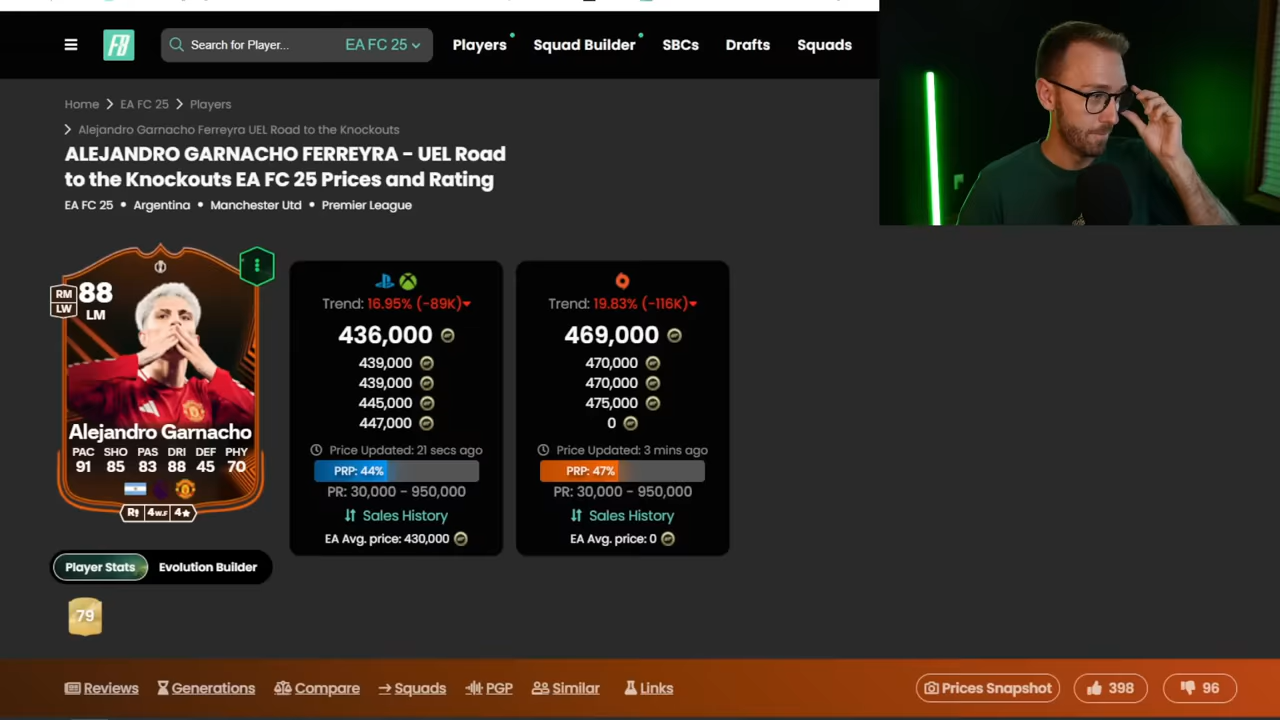 FB
Search for Player...
EA FC 25
Players
Squad Builder
SBCs
Drafts
Squads
Home
EA FC 25
Players
Alejandro Garnacho Ferreyra UEL Road to the Knockouts
ALEJANDRO GARNACHO FERREYRA - UEL Road
to the Knockouts EA FC 25 Prices and Rating
EA FC 25 • Argentina • Manchester Utd • Premier League
RM
LW
88
LM
Alejandro Garnacho
PAC SHO PAS DRI DEF PHY
91 85 83 88 45 70
R 4W.F 4★
Trend: 16.95% (-89K)
436,000
439,000
439,000
445,000
447,000
Price Updated: 21 secs ago
PRP: 44%
PR: 30,000 - 950,000
Sales History
EA Avg. price: 430,000
Trend: 19.83% (-116K)
469,000
470,000
470,000
475,000
0
Price Updated: 3 mins ago
PRP: 47%
PR: 30,000 - 950,000
Sales History
EA Avg. price: 0
Player Stats
Evolution Builder
79
Reviews
Generations
Compare
Squads
PGP
Similar
Links
Prices Snapshot
398
96